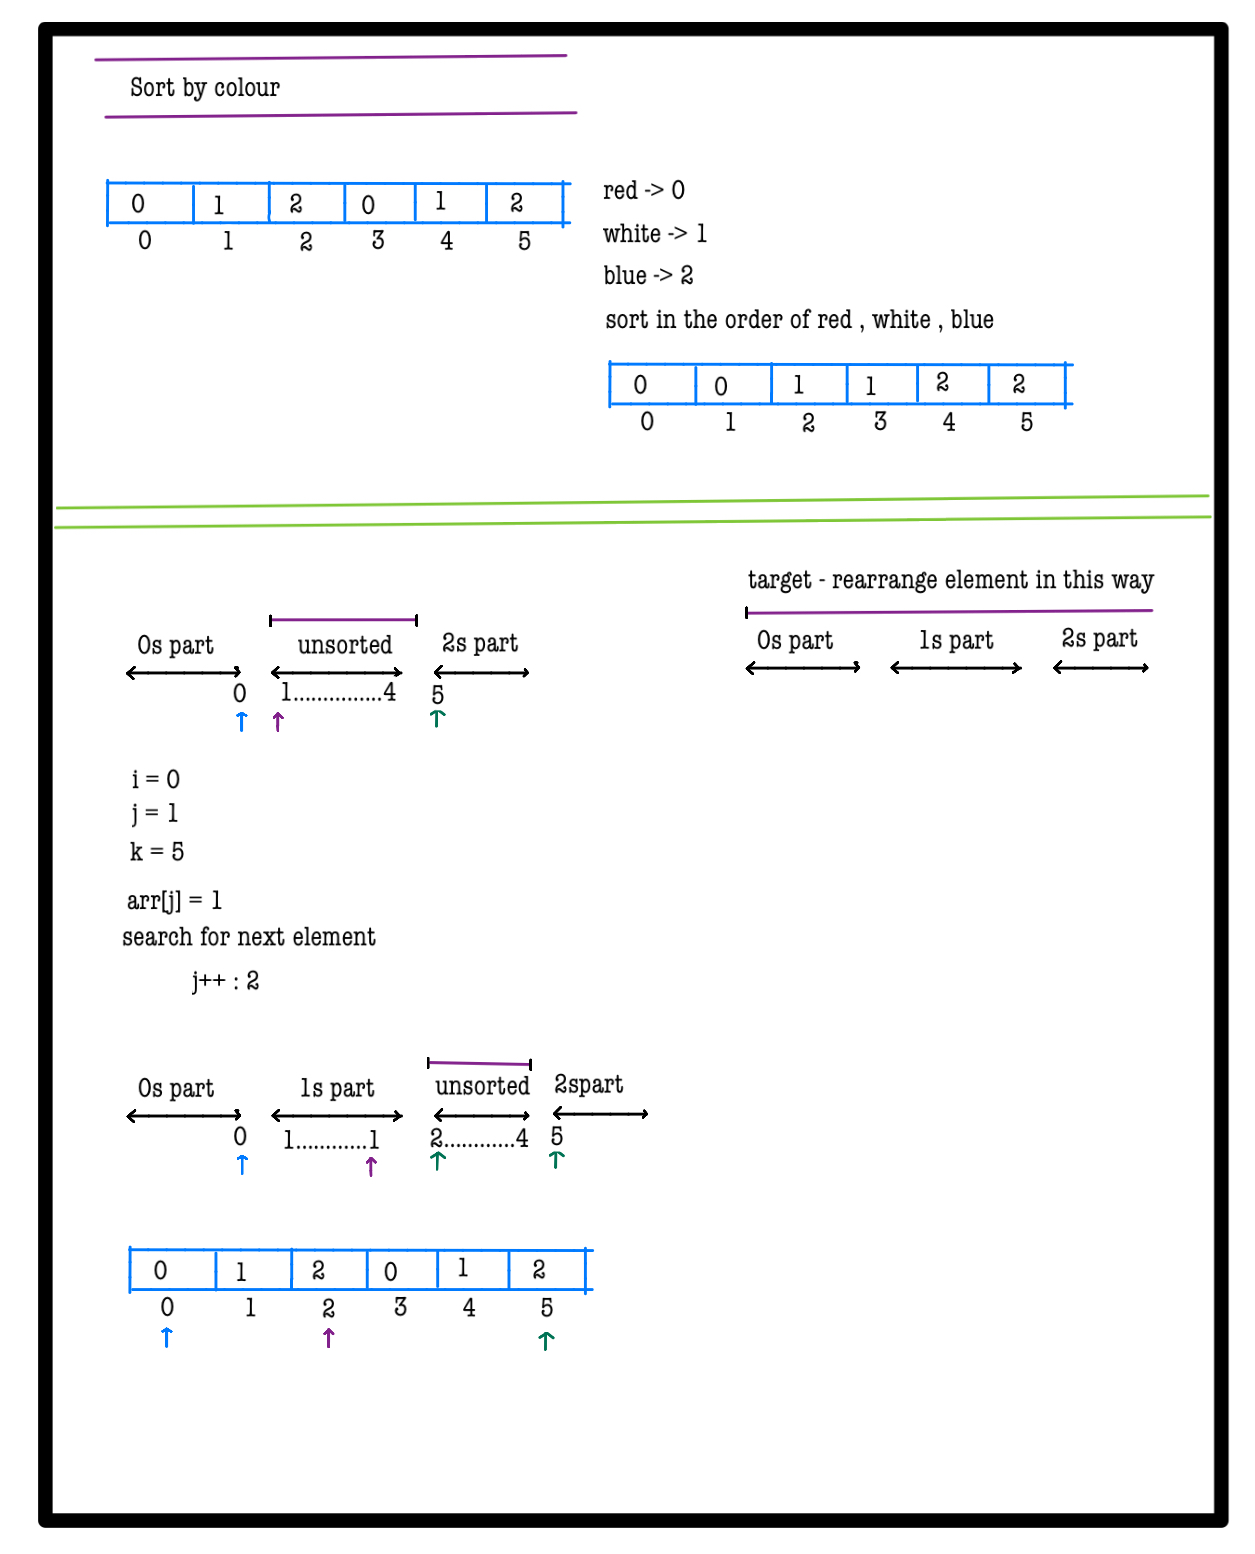 Sort by colour
0 1 2 0 1 2
0 1 2 3 4 5
red -> 0
white -> 1
blue -> 2
sort in the order of red , white , blue
0 0 1 1 2 2
0 1 2 3 4 5
target - rearrange element in this way
0s part 1s part 2s part
0s part unsorted 2s part
0 1...............4 5
i = 0
j = 1
k = 5
arr[j] = 1
search for next element
j++ : 2
0s part 1s part unsorted 2spart
0 1............1 2............4 5
0 1 2 0 1 2
0 1 2 3 4 5